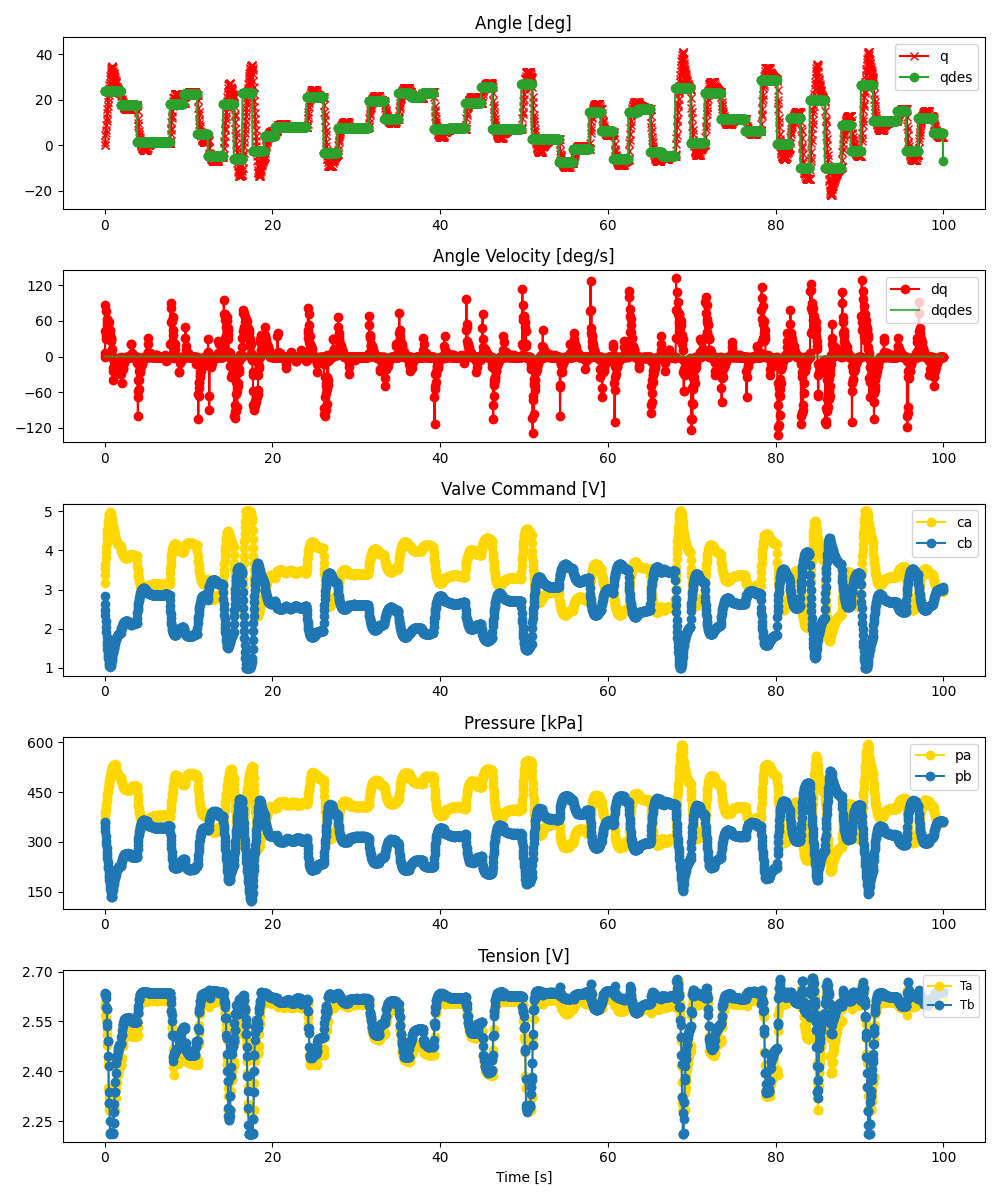 Angle [deg]
40
20
0
−20
q
qdes
0 20 40 60 80 100
Angle Velocity [deg/s]
120
60
0
−60
−120
dq
dqdes
0 20 40 60 80 100
Valve Command [V]
5
4
3
2
1
ca
cb
0 20 40 60 80 100
Pressure [kPa]
600
450
300
150
pa
pb
0 20 40 60 80 100
Tension [V]
2.70
2.55
2.40
2.25
Ta
Tb
0 20 40 60 80 100
Time [s]